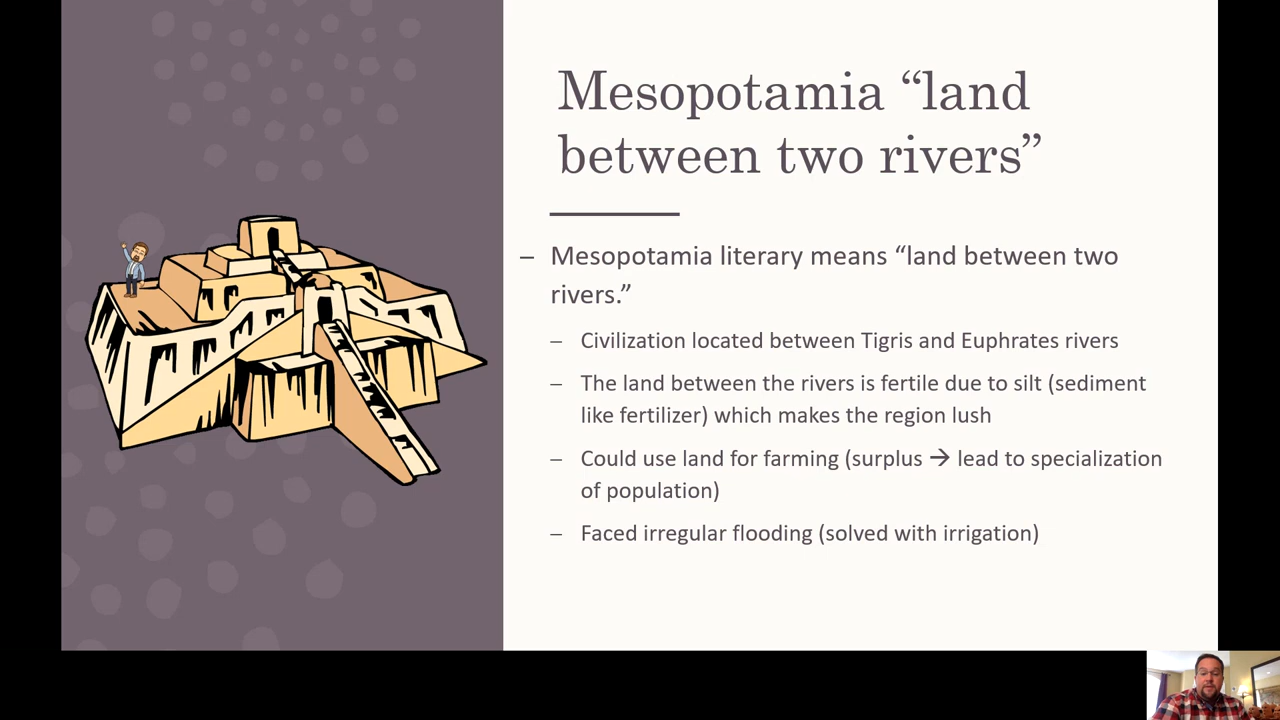 Mesopotamia “land
between two rivers”
– Mesopotamia literary means “land between two
rivers.”
– Civilization located between Tigris and Euphrates rivers
– The land between the rivers is fertile due to silt (sediment
like fertilizer) which makes the region lush
– Could use land for farming (surplus → lead to specialization
of population)
– Faced irregular flooding (solved with irrigation)